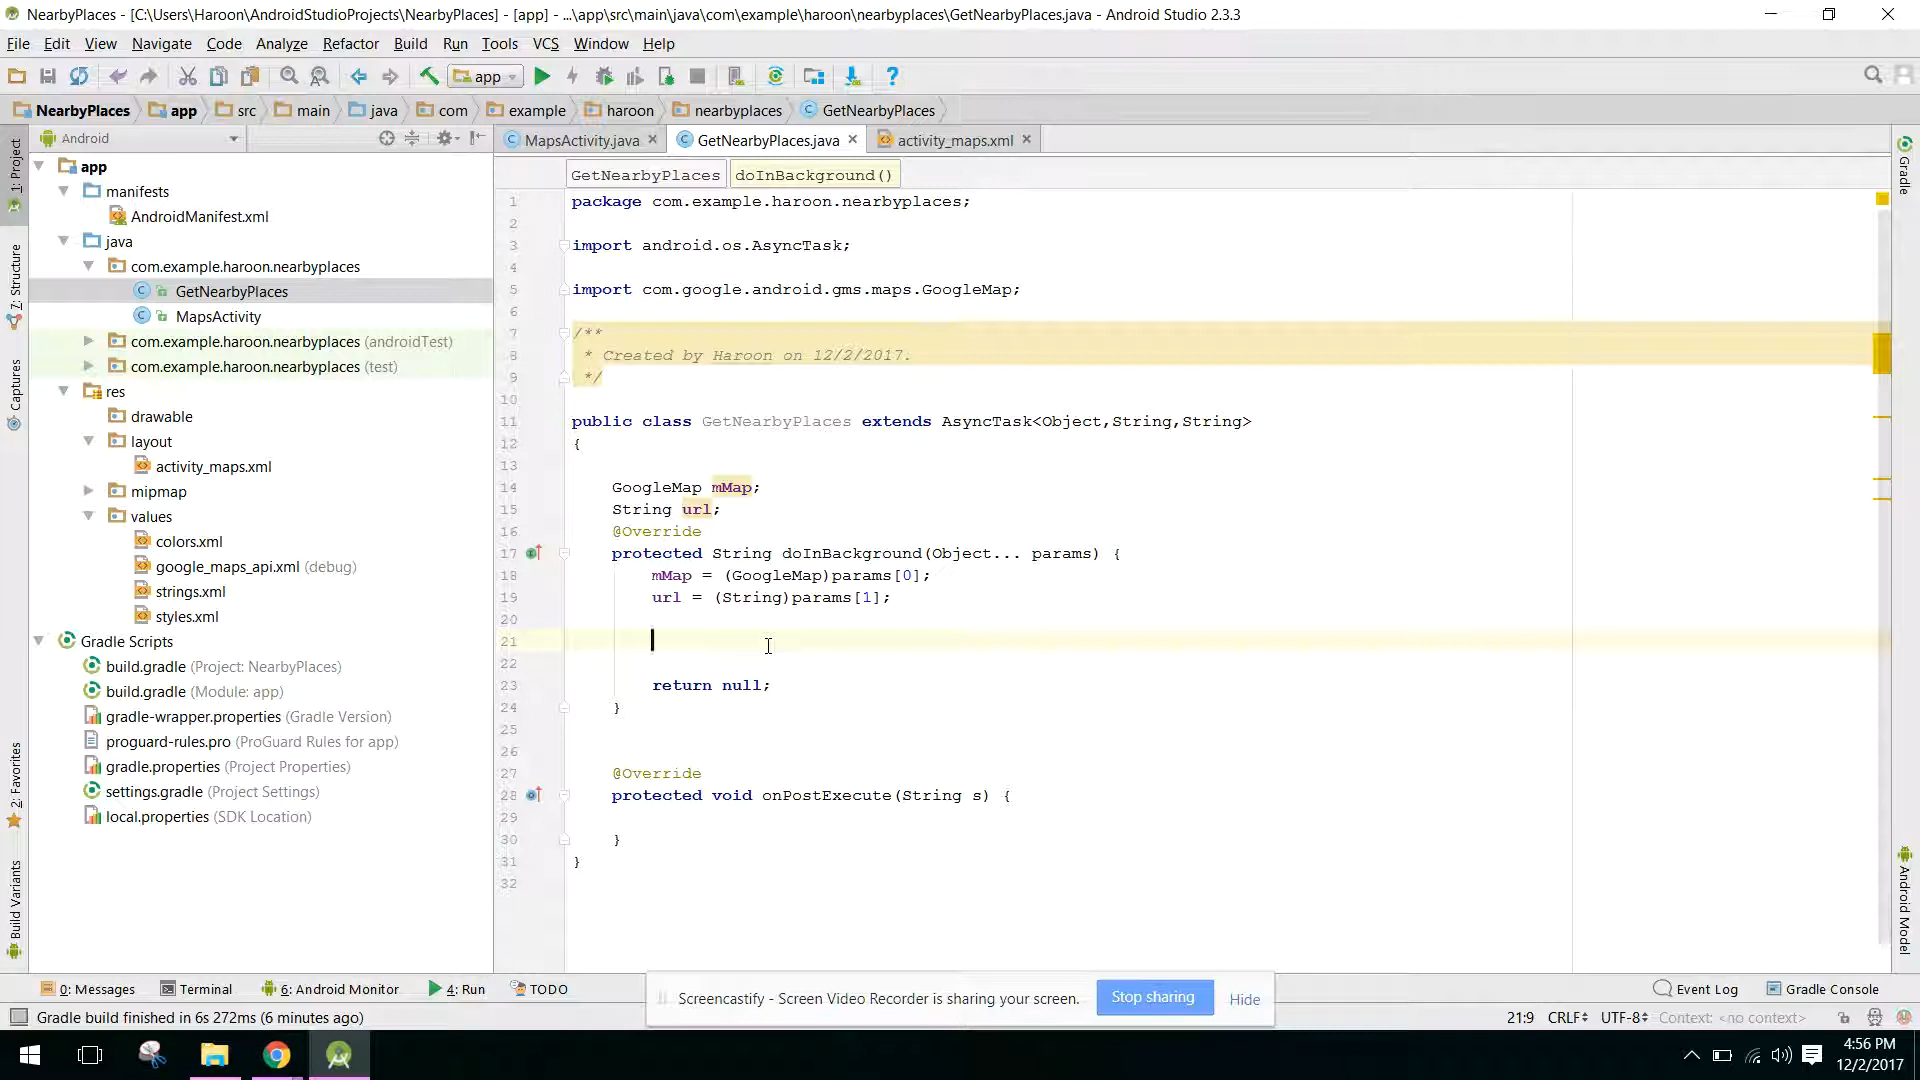 NearbyPlaces - [C:\Users\Haroon\AndroidStudioProjects\NearbyPlaces] - [app] - ...\app\src\main\java\com\example\haroon\nearbyplaces\GetNearbyPlaces.java - Android Studio 2.3.3
File Edit View Navigate Code Analyze Refactor Build Run Tools VCS Window Help
app
NearbyPlaces app src main java com example haroon nearbyplaces GetNearbyPlaces
Android
MapsActivity.java GetNearbyPlaces.java activity_maps.xml
GetNearbyPlaces doInBackground()
1: Project
7: Structure
Captures
2: Favorites
Build Variants
app
manifests
AndroidManifest.xml
java
com.example.haroon.nearbyplaces
GetNearbyPlaces
MapsActivity
com.example.haroon.nearbyplaces (androidTest)
com.example.haroon.nearbyplaces (test)
res
drawable
layout
activity_maps.xml
mipmap
values
colors.xml
google_maps_api.xml (debug)
strings.xml
styles.xml
Gradle Scripts
build.gradle (Project: NearbyPlaces)
build.gradle (Module: app)
gradle-wrapper.properties (Gradle Version)
proguard-rules.pro (ProGuard Rules for app)
gradle.properties (Project Properties)
settings.gradle (Project Settings)
local.properties (SDK Location)
1 package com.example.haroon.nearbyplaces;
2
3 import android.os.AsyncTask;
4
5 import com.google.android.gms.maps.GoogleMap;
6
7 /**
8 * Created by Haroon on 12/2/2017.
9 */
10
11 public class GetNearbyPlaces extends AsyncTask<Object,String,String>
12 {
13
14 GoogleMap mMap;
15 String url;
16 @Override
17 protected String doInBackground(Object... params) {
18 mMap = (GoogleMap)params[0];
19 url = (String)params[1];
20
21
22
23 return null;
24 }
25
26
27 @Override
28 protected void onPostExecute(String s) {
29
30 }
31 }
32
Gradle
Android Model
0: Messages Terminal 6: Android Monitor 4: Run TODO
Screencastify - Screen Video Recorder is sharing your screen. Stop sharing Hide
Event Log Gradle Console
Gradle build finished in 6s 272ms (6 minutes ago)
21:9 CRLF UTF-8 Context: <no context>
4:56 PM
12/2/2017